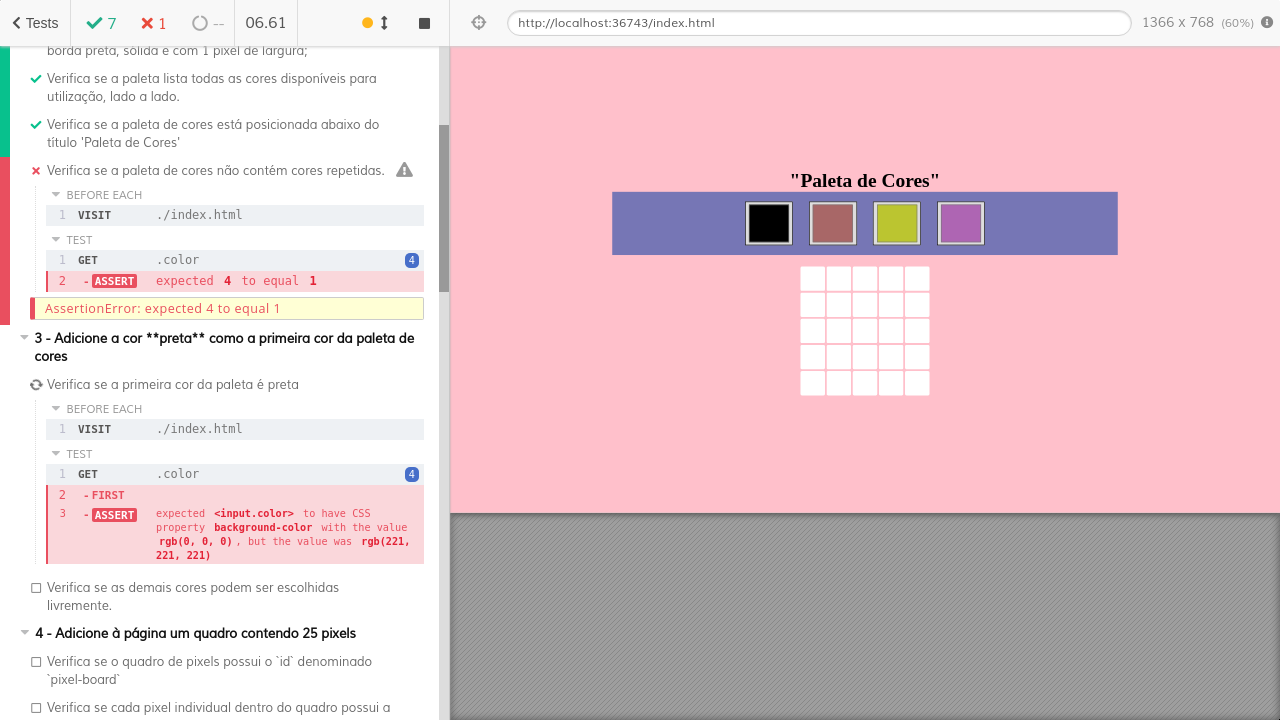 Tests
7
1
--
06.61
http://localhost:36743/index.html
1366 x 768 (60%)
borda preta, sólida e com 1 pixel de largura;
Verifica se a paleta lista todas as cores disponíveis para
utilização, lado a lado.
Verifica se a paleta de cores está posicionada abaixo do
título 'Paleta de Cores'
Verifica se a paleta de cores não contém cores repetidas.
BEFORE EACH
1 VISIT ./index.html
TEST
1 GET .color 4
2 -ASSERT expected 4 to equal 1
AssertionError: expected 4 to equal 1
3 - Adicione a cor **preta** como a primeira cor da paleta de
cores
Verifica se a primeira cor da paleta é preta
BEFORE EACH
1 VISIT ./index.html
TEST
1 GET .color 4
2 -FIRST
3 -ASSERT expected <input.color> to have CSS
property background-color with the value
rgb(0, 0, 0), but the value was rgb(221,
221, 221)
Verifica se as demais cores podem ser escolhidas
livremente.
4 - Adicione à página um quadro contendo 25 pixels
Verifica se o quadro de pixels possui o `id` denominado
`pixel-board`
Verifica se cada pixel individual dentro do quadro possui a
"Paleta de Cores"